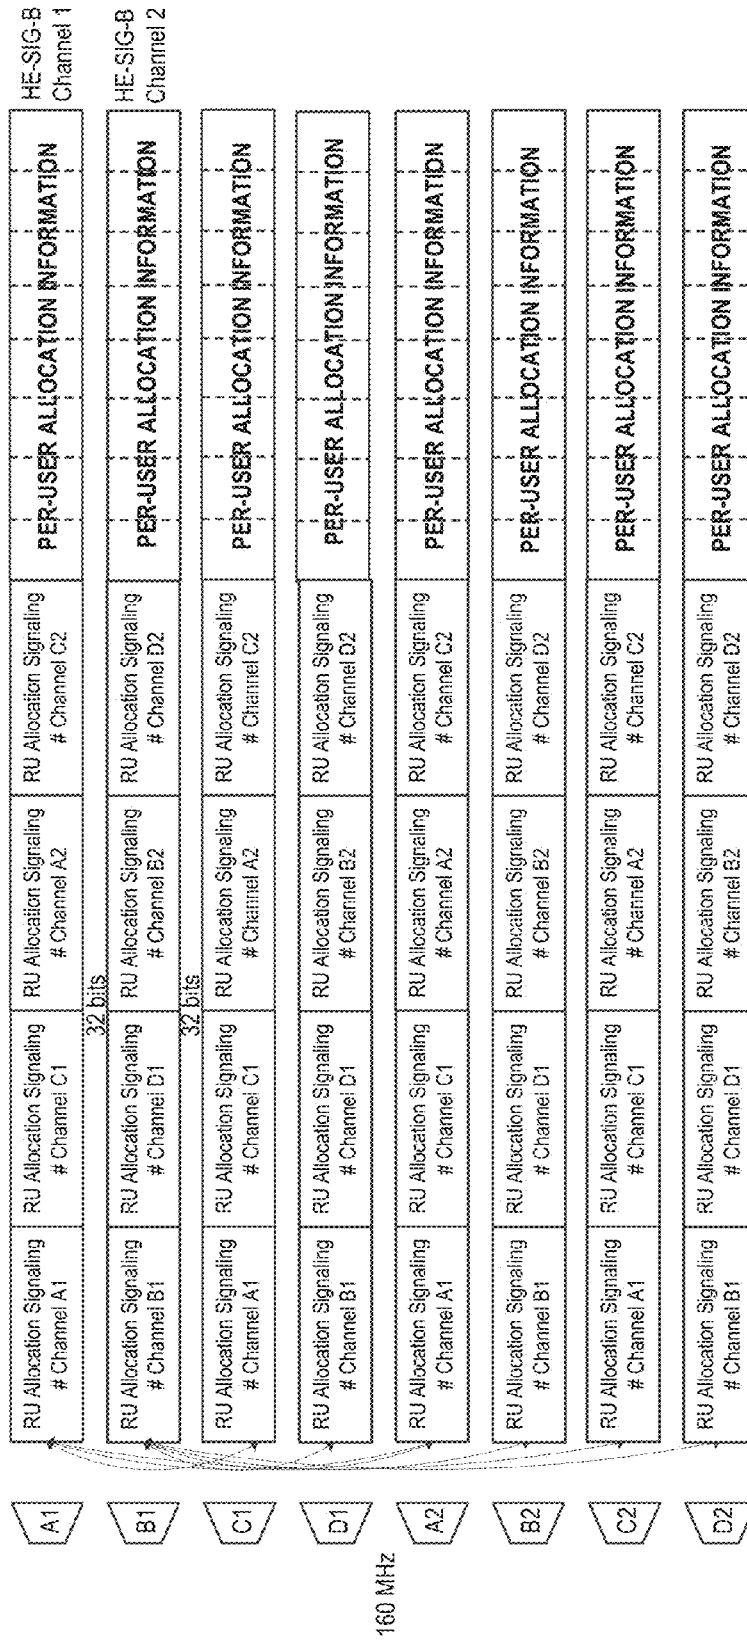 160 MHz
A1
RU Allocation Signaling
# Channel A1
RU Allocation Signaling
# Channel C1
RU Allocation Signaling
# Channel A2
RU Allocation Signaling
# Channel C2
PER-USER ALLOCATION INFORMATION
HE-SIG-B
Channel 1
32 bits
B1
RU Allocation Signaling
# Channel B1
RU Allocation Signaling
# Channel D1
RU Allocation Signaling
# Channel B2
RU Allocation Signaling
# Channel D2
PER-USER ALLOCATION INFORMATION
HE-SIG-B
Channel 2
32 bits
C1
RU Allocation Signaling
# Channel A1
RU Allocation Signaling
# Channel C1
RU Allocation Signaling
# Channel A2
RU Allocation Signaling
# Channel C2
PER-USER ALLOCATION INFORMATION
D1
RU Allocation Signaling
# Channel B1
RU Allocation Signaling
# Channel D1
RU Allocation Signaling
# Channel B2
RU Allocation Signaling
# Channel D2
PER-USER ALLOCATION INFORMATION
A2
RU Allocation Signaling
# Channel A1
RU Allocation Signaling
# Channel C1
RU Allocation Signaling
# Channel A2
RU Allocation Signaling
# Channel C2
PER-USER ALLOCATION INFORMATION
B2
RU Allocation Signaling
# Channel B1
RU Allocation Signaling
# Channel D1
RU Allocation Signaling
# Channel B2
RU Allocation Signaling
# Channel D2
PER-USER ALLOCATION INFORMATION
C2
RU Allocation Signaling
# Channel A1
RU Allocation Signaling
# Channel C1
RU Allocation Signaling
# Channel A2
RU Allocation Signaling
# Channel C2
PER-USER ALLOCATION INFORMATION
D2
RU Allocation Signaling
# Channel B1
RU Allocation Signaling
# Channel D1
RU Allocation Signaling
# Channel B2
RU Allocation Signaling
# Channel D2
PER-USER ALLOCATION INFORMATION